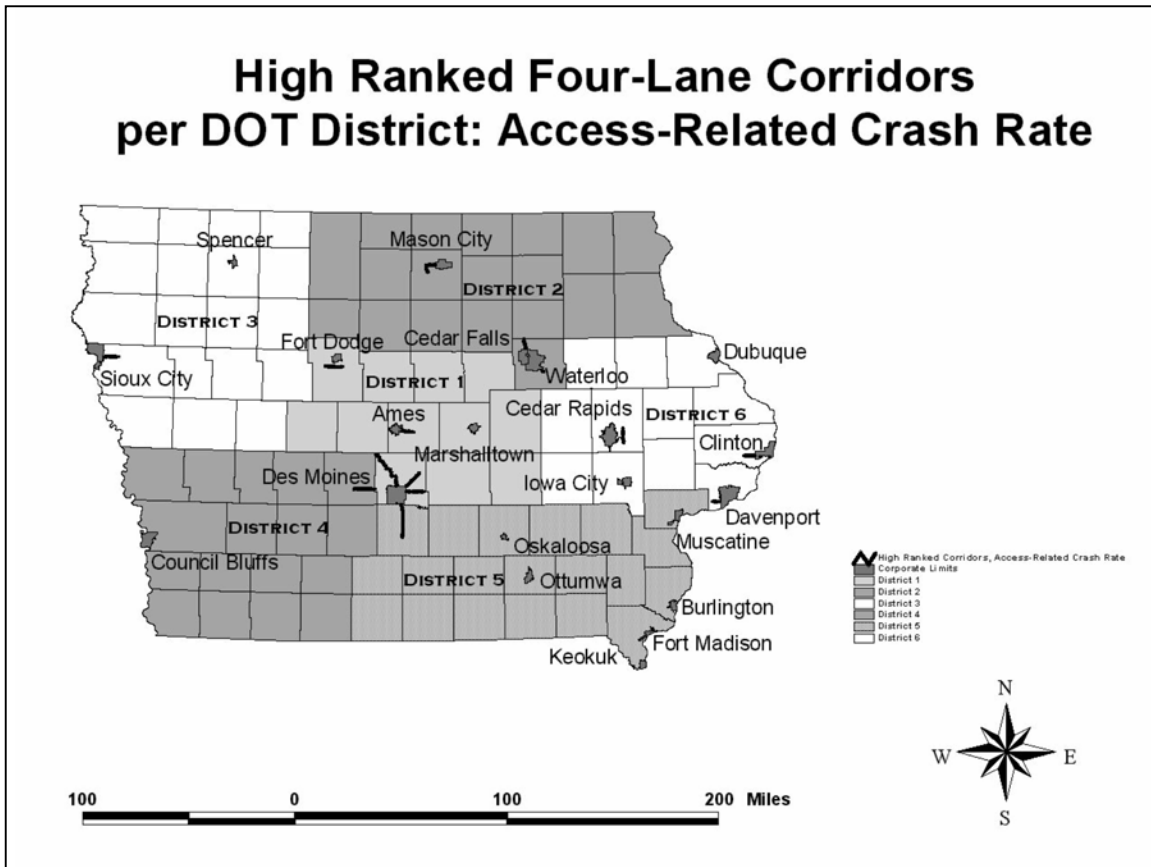 High Ranked Four-Lane Corridors
per DOT District: Access-Related Crash Rate
Spencer
Mason City
DISTRICT 2
DISTRICT 3
Fort Dodge
Cedar Falls
Dubuque
Sioux City
DISTRICT 1
Waterloo
Ames
Cedar Rapids
DISTRICT 6
Marshalltown
Clinton
Des Moines
Iowa City
Davenport
DISTRICT 4
Oskaloosa
Muscatine
Council Bluffs
DISTRICT 5
Ottumwa
Burlington
Fort Madison
Keokuk
High Ranked Corridors, Access-Related Crash Rate
Corporate Limits
District 1
District 2
District 3
District 4
District 5
District 6
N
W E
S
100 0 100 200 Miles